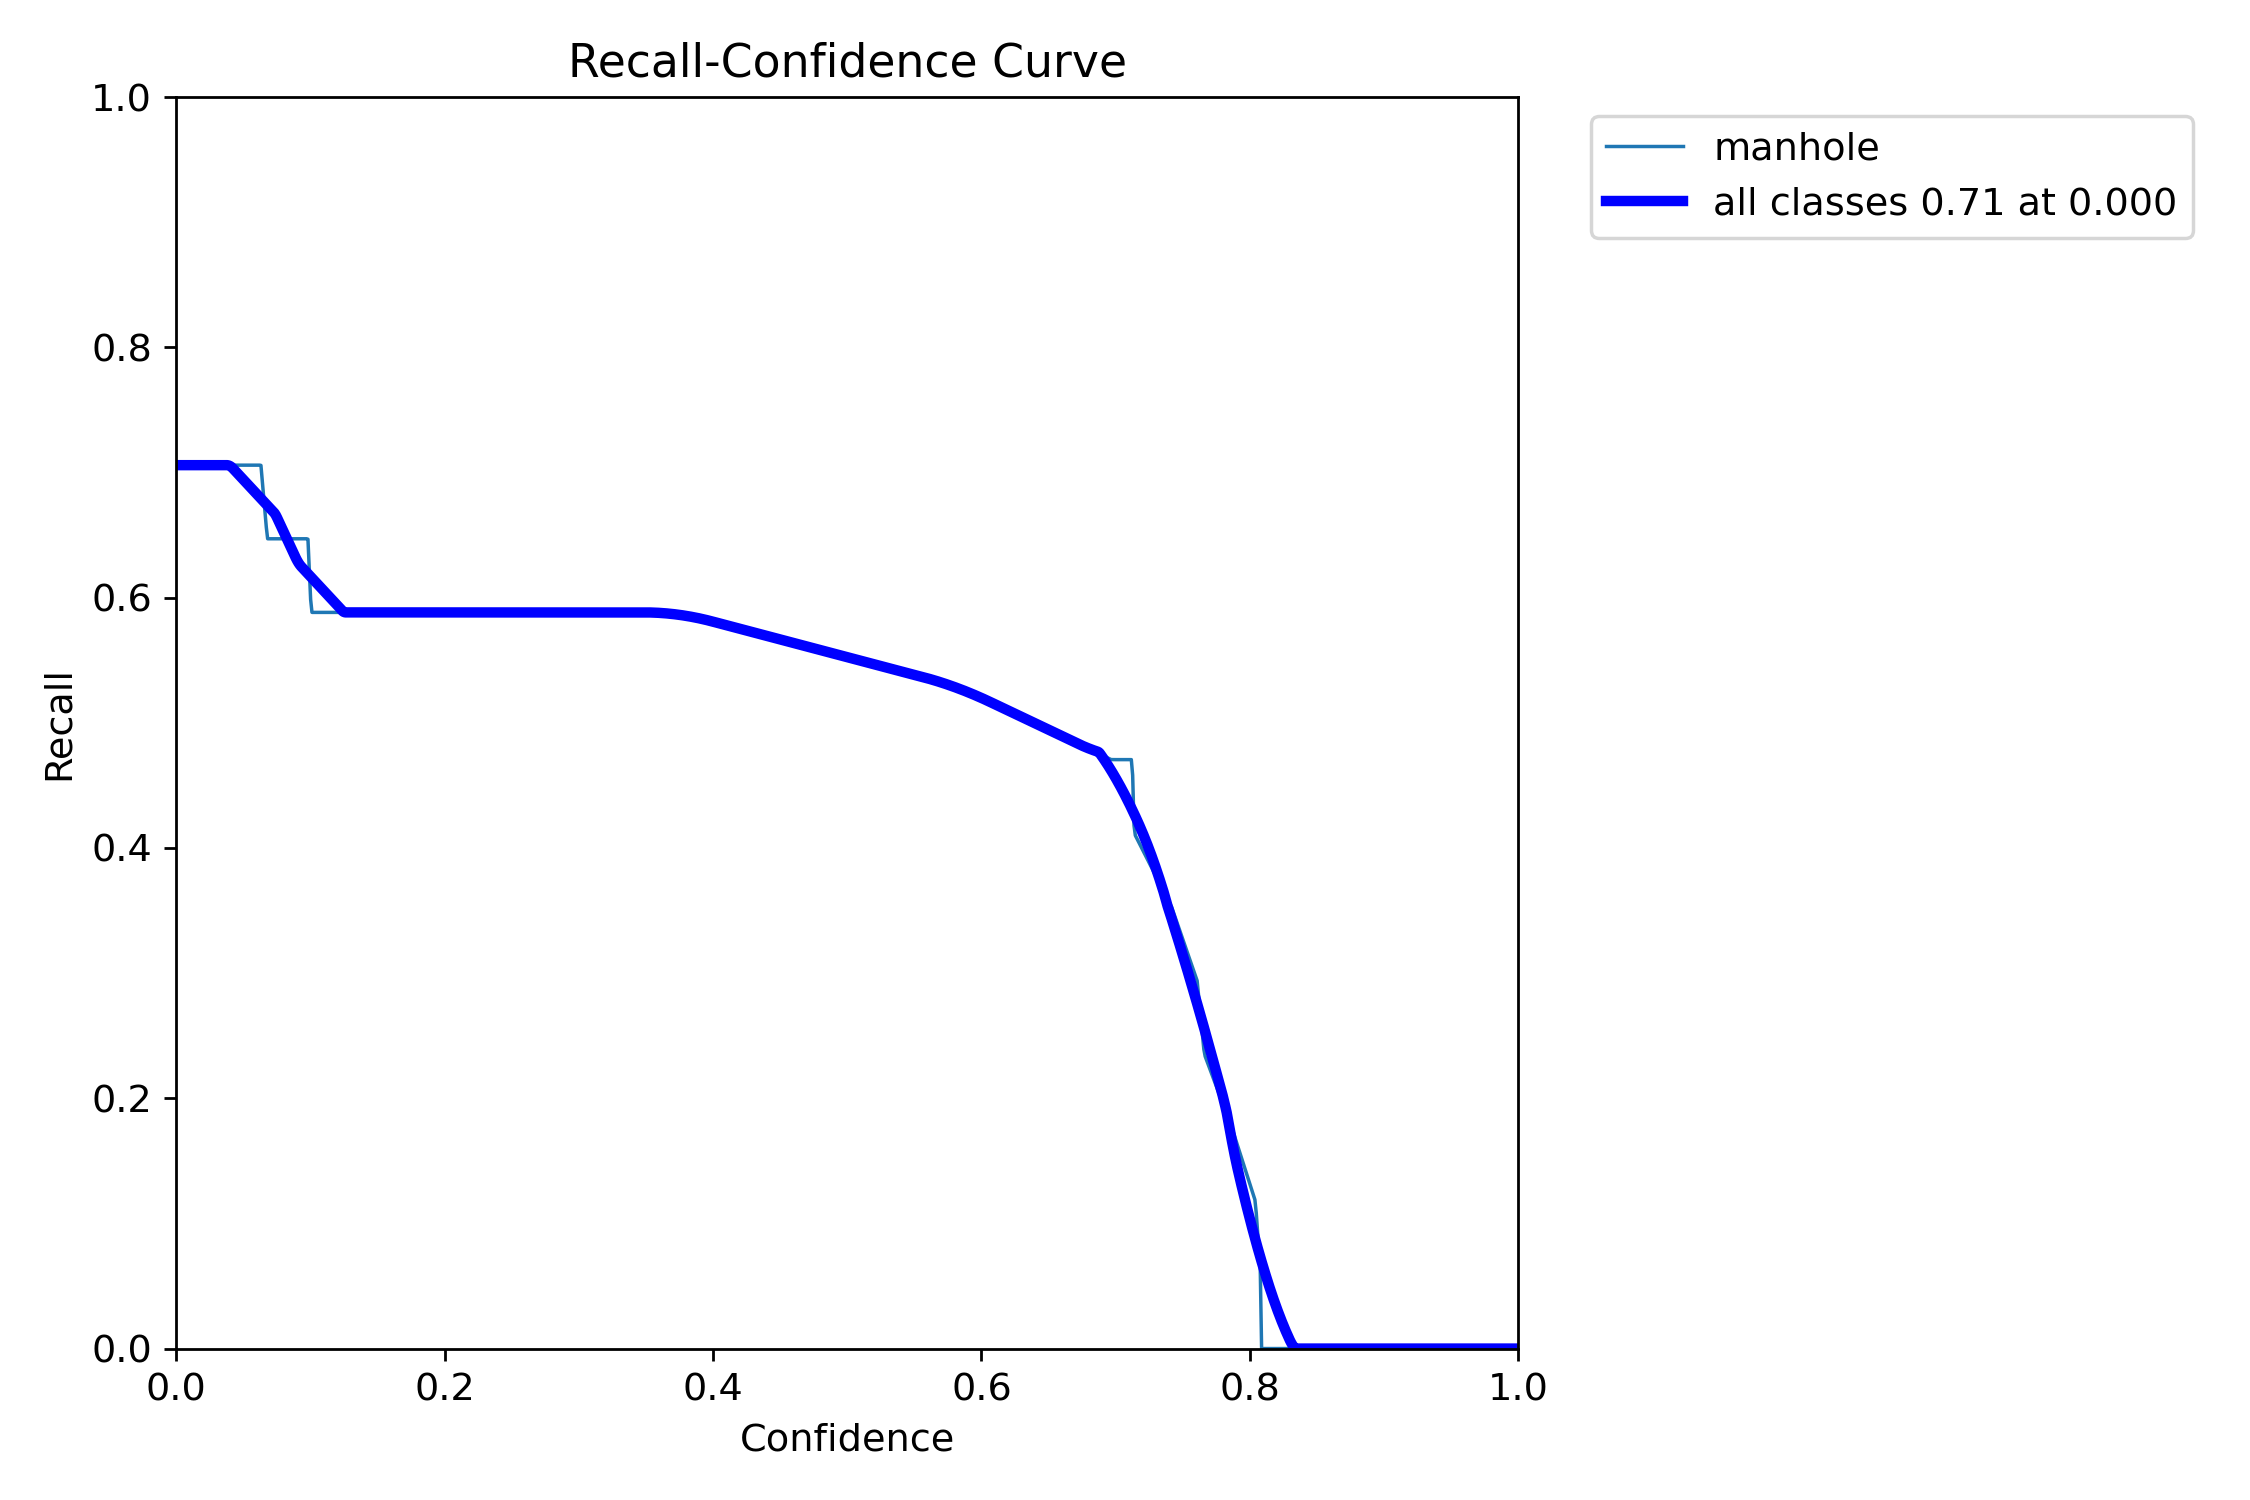 Recall-Confidence Curve
1.0
0.8
0.6
0.4
0.2
0.0
Recall
0.0 0.2 0.4 0.6 0.8 1.0
Confidence
manhole
all classes 0.71 at 0.000